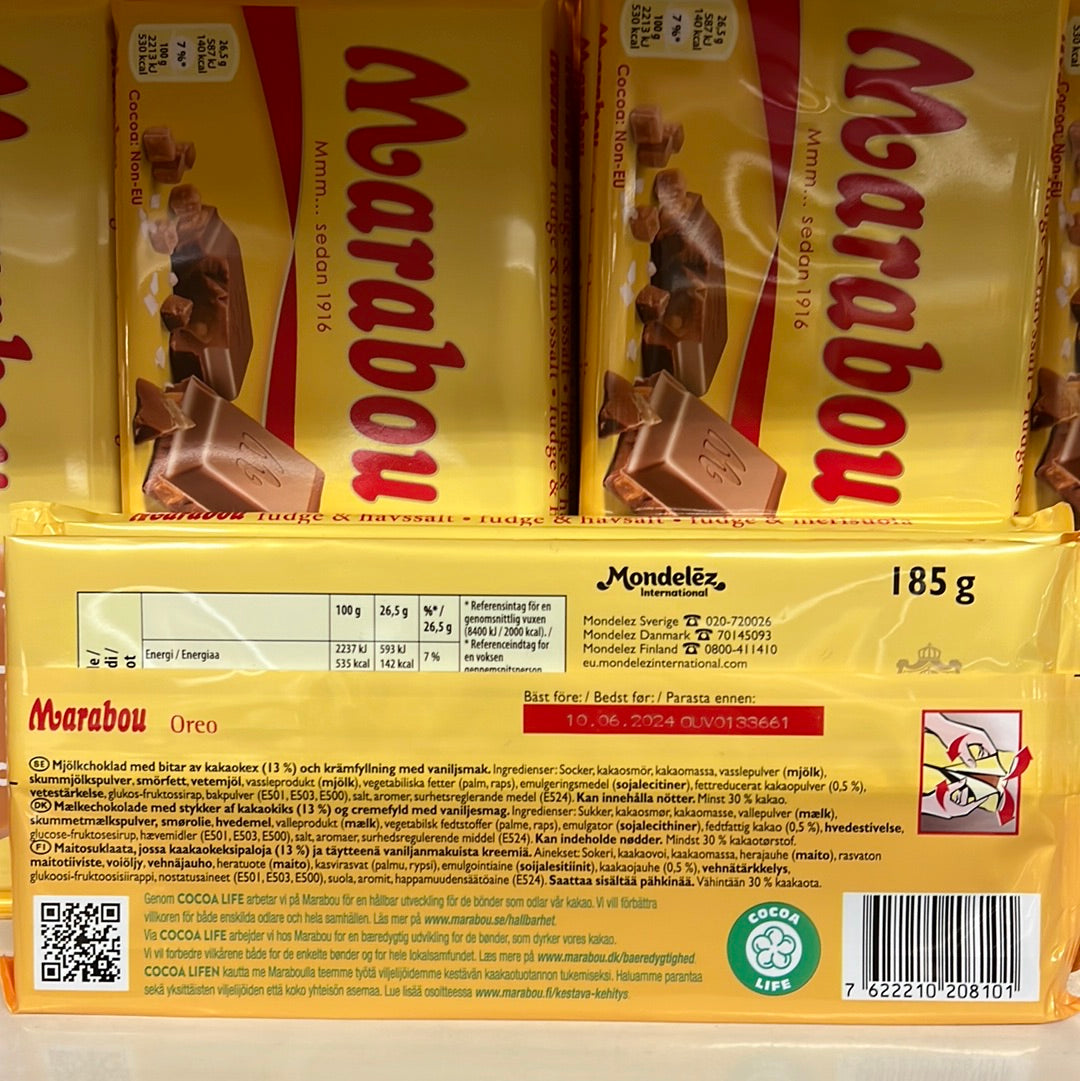 26,5 g
587 kJ
140 kcal
7 %*
100 g
2213 kJ
530 kcal
Cocoa: Non-EU
Mmm... sedan 1916
Marabou
26,5 g
587 kJ
140 kcal
7 %*
100 g
2213 kJ
530 kcal
Cocoa: Non-EU
Mmm... sedan 1916
Marabou
Marabou fudge & havssalt • fudge & havssalt • fudge & merisuola
100 g 26,5 g %*/ 26,5 g
Energi / Energiaa 2237 kJ 535 kcal 593 kJ 142 kcal 7 %
* Referensintag för en
genomsnittlig vuxen
(8400 kJ / 2000 kcal). /
* Referenceindtag for
en voksen
gennemsnitsperson
Mondelēz
International
185 g
Mondelez Sverige ☎ 020-720026
Mondelez Danmark ☎ 70145093
Mondelez Finland ☎ 0800-411410
eu.mondelezinternational.com
Marabou Oreo
Bäst före: / Bedst før: / Parasta ennen:
10.06.2024 OUV0133661
SE Mjölkchoklad med bitar av kakaokex (13 %) och krämfyllning med vaniljsmak. Ingredienser: Socker, kakaosmör, kakaomassa, vasslepulver (mjölk),
skummjölkspulver, smörfett, vetemjöl, vassleprodukt (mjölk), vegetabiliska fetter (palm, raps), emulgeringsmedel (sojalecitiner), fettreducerat kakaopulver (0,5 %),
vetestärkelse, glukos-fruktossirap, bakpulver (E501, E503, E500), salt, aromer, surhetsreglerande medel (E524). Kan innehålla nötter. Minst 30 % kakao.
DK Mælkechokolade med stykker af kakaokiks (13 %) og cremefyld med vaniljesmag. Ingredienser: Sukker, kakaosmør, kakaomasse, vallepulver (mælk),
skummetmælkspulver, smørolie, hvedemel, valleprodukt (mælk), vegetabilsk fedtstoffer (palme, raps), emulgator (sojalecithiner), fedtfattig kakao (0,5 %), hvedestivelse,
glucose-fruktosesirup, hævemidler (E501, E503, E500), salt, aromaer, surhedsregulerende middel (E524). Kan indeholde nødder. Mindst 30 % kakaotørstof.
FI Maitosuklaata, jossa kaakaokeksipaloja (13 %) ja täytteenä vaniljanmakuista kreemiä. Ainekset: Sokeri, kaakaovoi, kaakaomassa, herajauhe (maito), rasvaton
maitotiiviste, voiöljy, vehnäjauho, heratuote (maito), kasvirasvat (palmu, rypsi), emulgointiaine (soijalesitiinit), kaakaojauhe (0,5 %), vehnätärkkelys,
glukoosi-fruktoosisiirappi, nostatusaineet (E501, E503, E500), suola, aromit, happamuudensäätöaine (E524). Saattaa sisältää pähkinää. Vähintään 30 % kaakaota.
Genom COCOA LIFE arbetar vi på Marabou för en hållbar utveckling för de bönder som odlar vår kakao. Vi vill förbättra
villkoren för både enskilda odlare och hela samhällen. Läs mer på www.marabou.se/hallbarhet.
Via COCOA LIFE arbejder vi hos Marabou for en bæredygtig udvikling for de bønder, som dyrker vores kakao.
Vi vil forbedre vilkårene både for de enkelte bønder og for hele lokalsamfundet. Læs mere på www.marabou.dk/baeredygtighed.
COCOA LIFEN kautta me Maraboulla teemme työtä viljelijöidemme kestävän kaakaotuotannon tukemiseksi. Haluamme parantaa
sekä yksittäisten viljelijöiden että koko yhteisön asemaa. Lue lisää osoitteessa www.marabou.fi/kestava-kehitys.
COCOA
LIFE
7 622210 208101